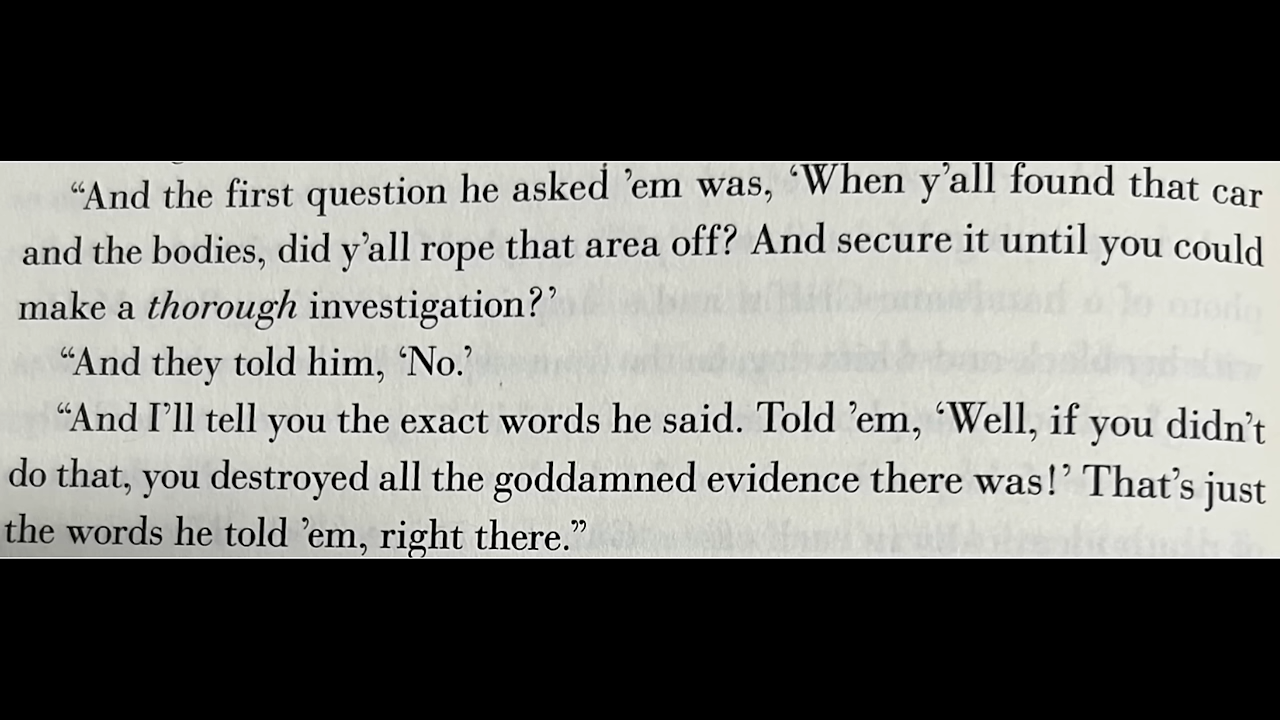 “And the first question he asked ’em was, ‘When y’all found that car
and the bodies, did y’all rope that area off? And secure it until you could
make a thorough investigation?’
“And they told him, ‘No.’
“And I’ll tell you the exact words he said. Told ’em, ‘Well, if you didn’t
do that, you destroyed all the goddamned evidence there was!’ That’s just
the words he told ’em, right there.”